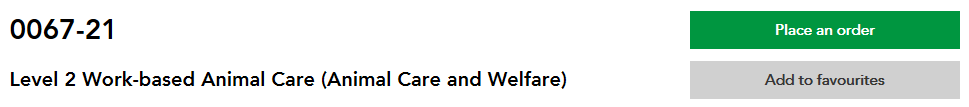 0067-21
Place an order
Level 2 Work-based Animal Care (Animal Care and Welfare)
Add to favourites